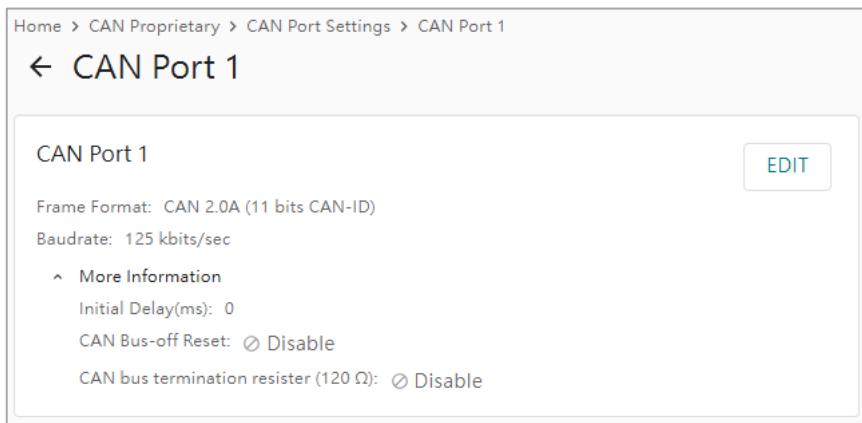 Home > CAN Proprietary > CAN Port Settings > CAN Port 1
← CAN Port 1
CAN Port 1
EDIT
Frame Format: CAN 2.0A (11 bits CAN-ID)
Baudrate: 125 kbits/sec
More Information
Initial Delay(ms): 0
CAN Bus-off Reset: Disable
CAN bus termination resister (120 Ω): Disable